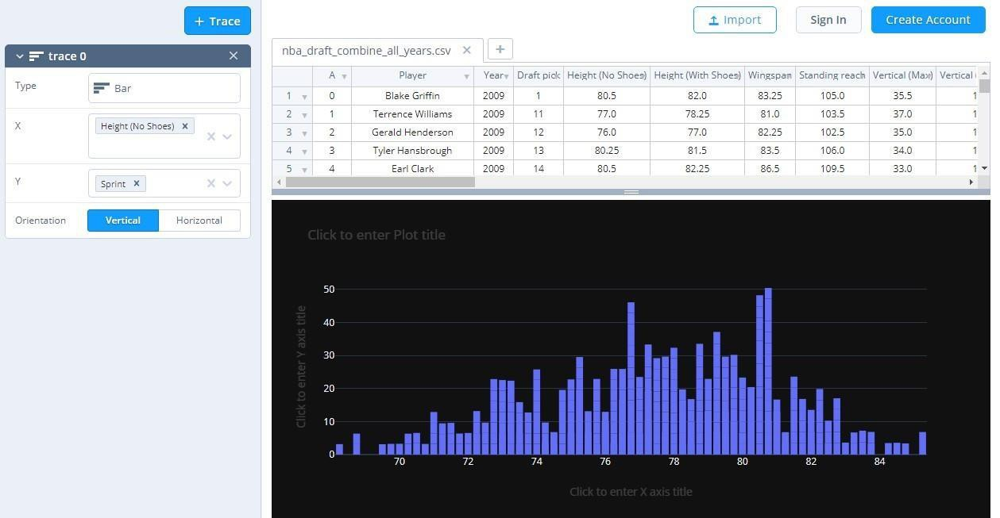 + Trace
Import
Sign In
Create Account
trace 0
nba_draft_combine_all_years.csv
+
Type
Bar
X
Height (No Shoes)
Y
Sprint
Orientation
Vertical
Horizontal
A Player Year Draft pick Height (No Shoes) Height (With Shoes) Wingspan Standing reach Vertical (Max) Vertical
1 0 Blake Griffin 2009 1 80.5 82.0 83.25 105.0 35.5 1
2 1 Terrence Williams 2009 11 77.0 78.25 81.0 103.5 37.0 1
3 2 Gerald Henderson 2009 12 76.0 77.0 82.25 102.5 35.0 1
4 3 Tyler Hansbrough 2009 13 80.25 81.5 83.5 106.0 34.0 1
5 4 Earl Clark 2009 14 80.5 82.25 86.5 109.5 33.0 1
Click to enter Plot title
Click to enter Y axis title
50
40
30
20
10
0
70 72 74 76 78 80 82 84
Click to enter X axis title